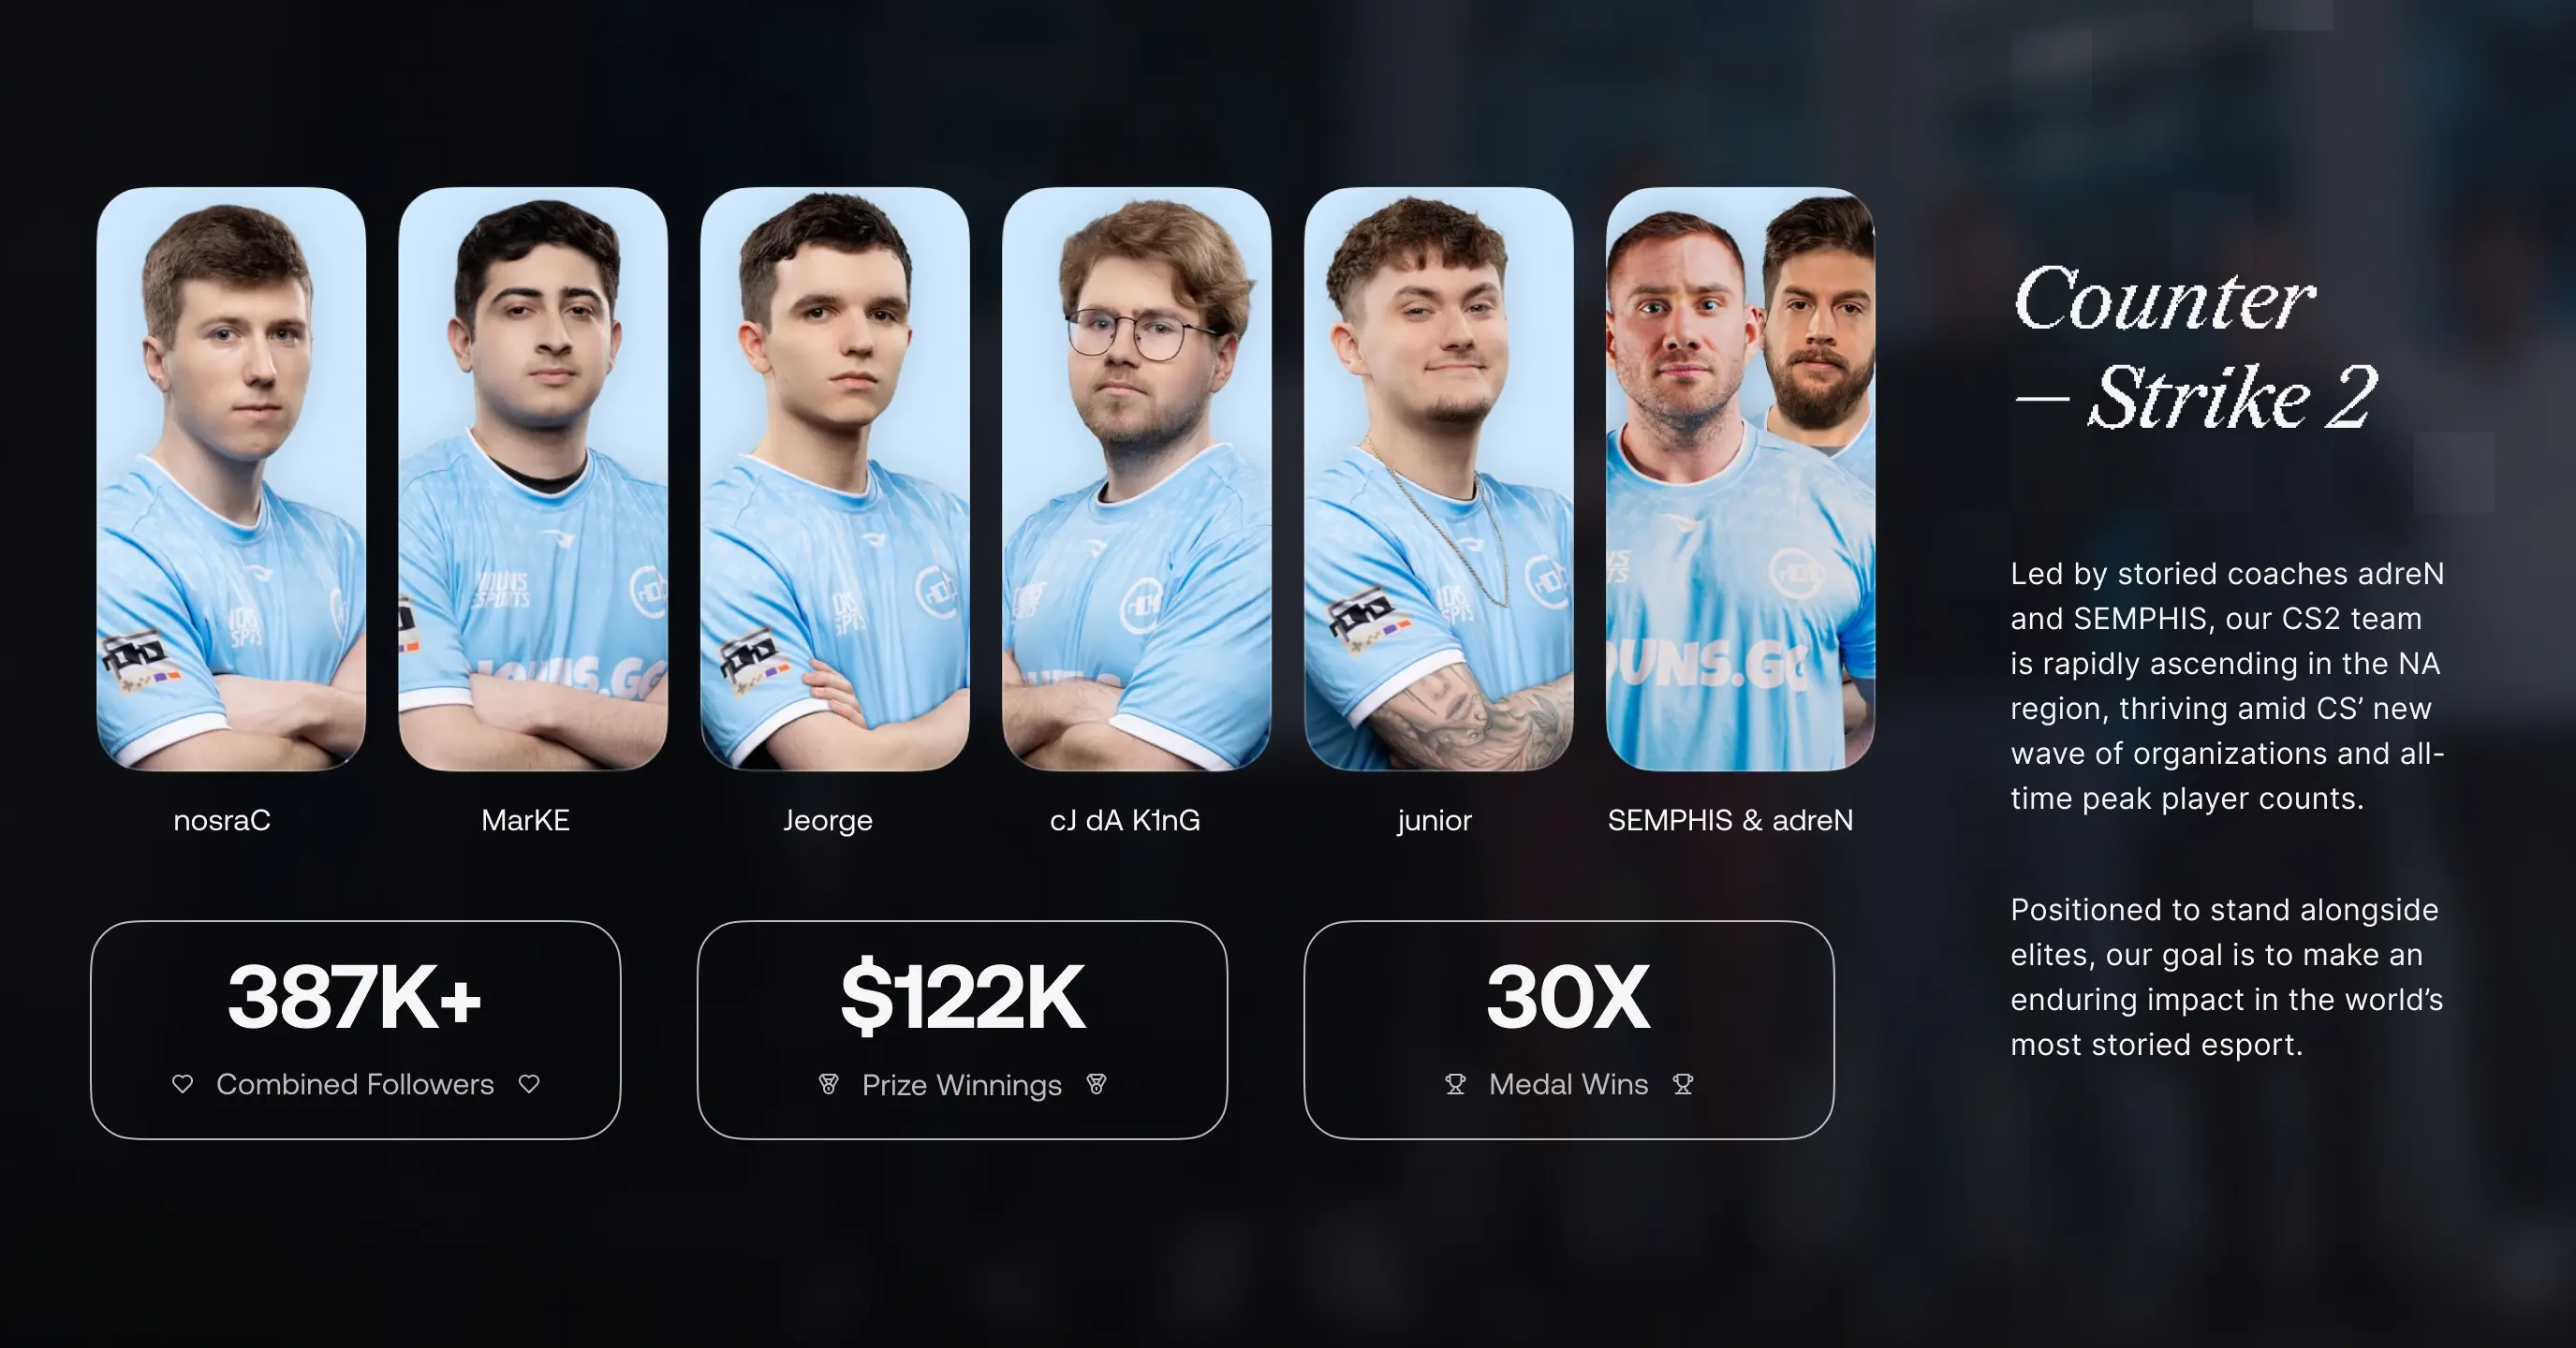 NOUNS
ESPORTS
nosraC
MarKE
Jeorge
cJ dA K1nG
junior
SEMPHIS & adreN
387K+
Combined Followers
$122K
Prize Winnings
30X
Medal Wins
Counter
– Strike 2
Led by storied coaches adreN
and SEMPHIS, our CS2 team
is rapidly ascending in the NA
region, thriving amid CS’ new
wave of organizations and all-
time peak player counts.
Positioned to stand alongside
elites, our goal is to make an
enduring impact in the world’s
most storied esport.